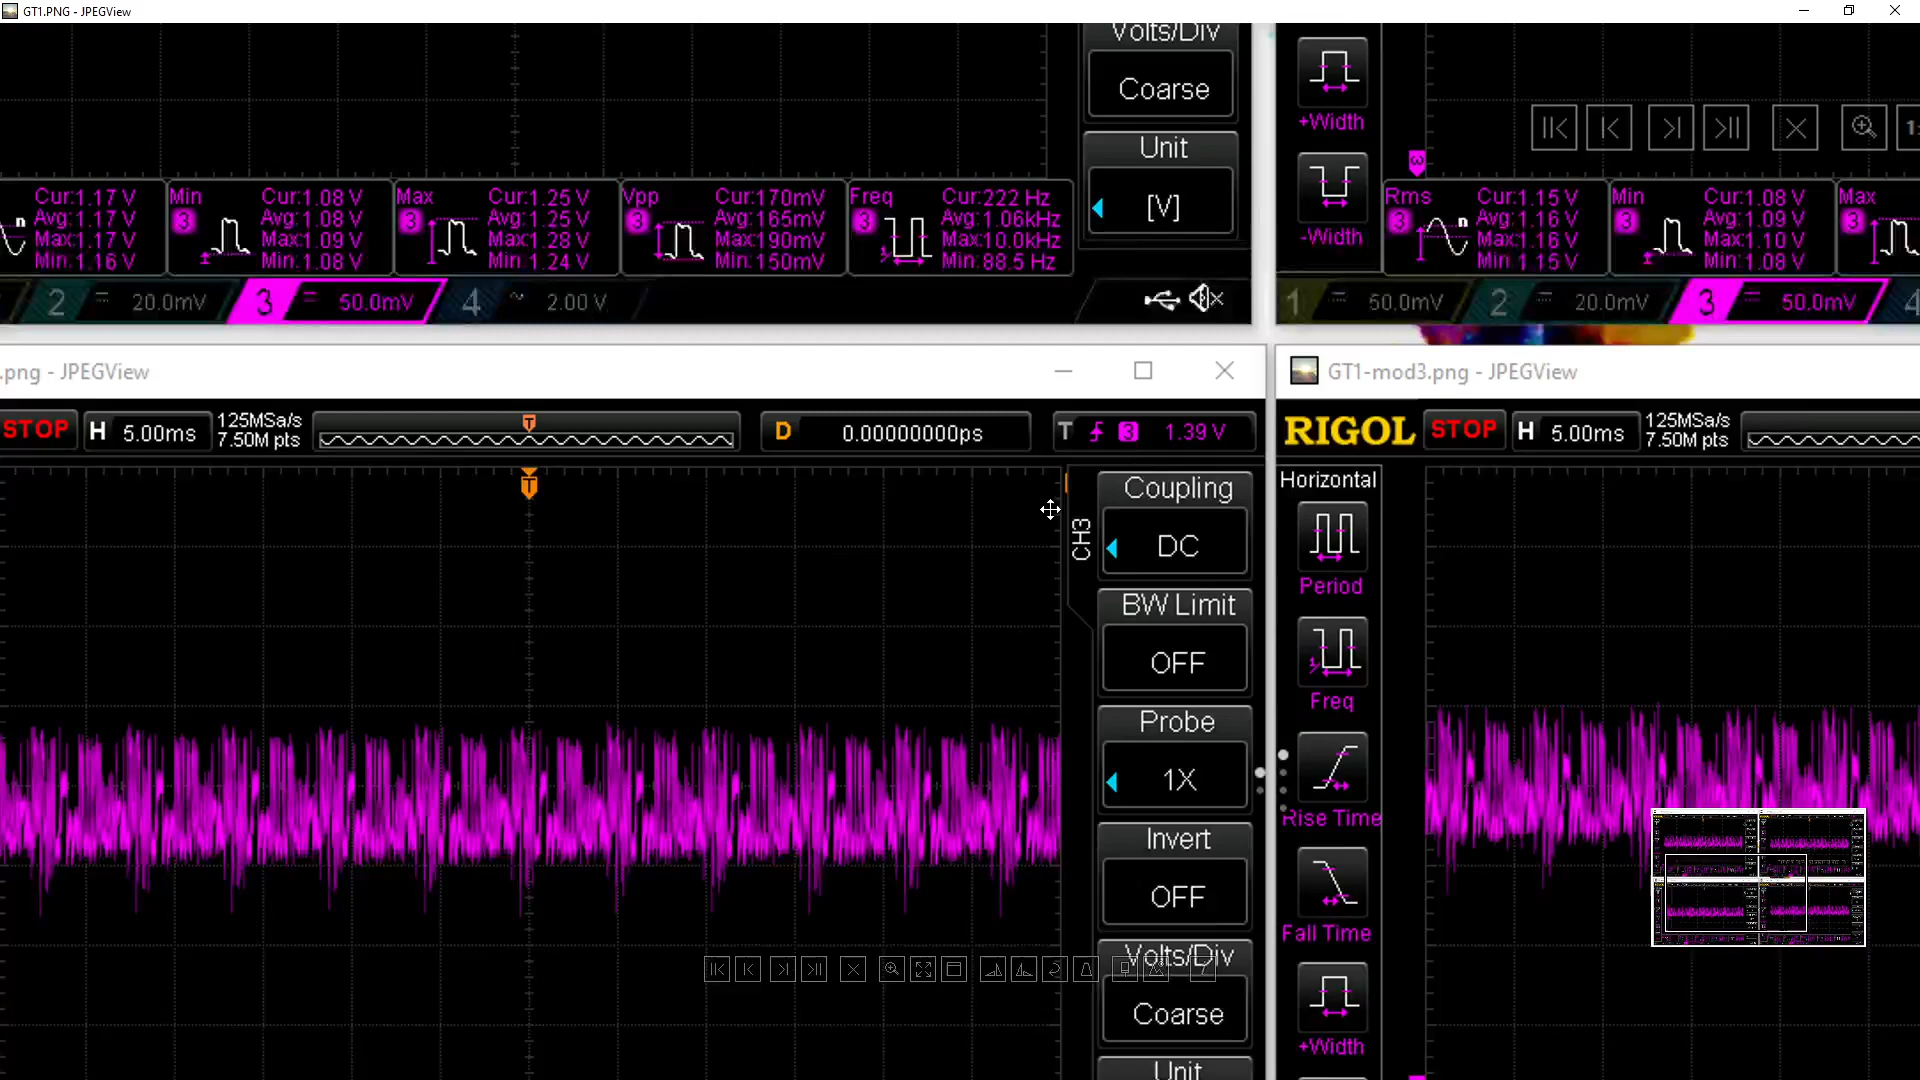 GT1.PNG - JPEGView
Volts/Div
Coarse
+Width
Unit
[V]
-Width
Cur:1.17 V
Avg:1.17 V
Max:1.17 V
Min:1.16 V
Min
3
Cur:1.08 V
Avg:1.08 V
Max:1.09 V
Min:1.08 V
Max
3
Cur:1.25 V
Avg:1.25 V
Max:1.28 V
Min:1.24 V
Vpp
3
Cur:170mV
Avg:165mV
Max:190mV
Min:150mV
Freq
3
Cur:222 Hz
Avg:1.06kHz
Max:10.0kHz
Min:88.5 Hz
Rms
3
Cur:1.15 V
Avg:1.16 V
Max:1.16 V
Min:1.15 V
Min
3
Cur:1.08 V
Avg:1.09 V
Max:1.10 V
Min:1.08 V
Max
3
2 20.0mV 3 50.0mV 4 2.00 V
1 50.0mV 2 20.0mV 3 50.0mV 4
.png - JPEGView
GT1-mod3.png - JPEGView
STOP H 5.00ms 125MSa/s
7.50M pts
T
D 0.00000000ps
T 3 1.39 V
RIGOL STOP H 5.00ms 125MSa/s
7.50M pts
T
CH3
Coupling
DC
BW Limit
OFF
Probe
1X
Invert
OFF
Volts/Div
Coarse
Unit
Horizontal
Period
Freq
Rise Time
Fall Time
+Width